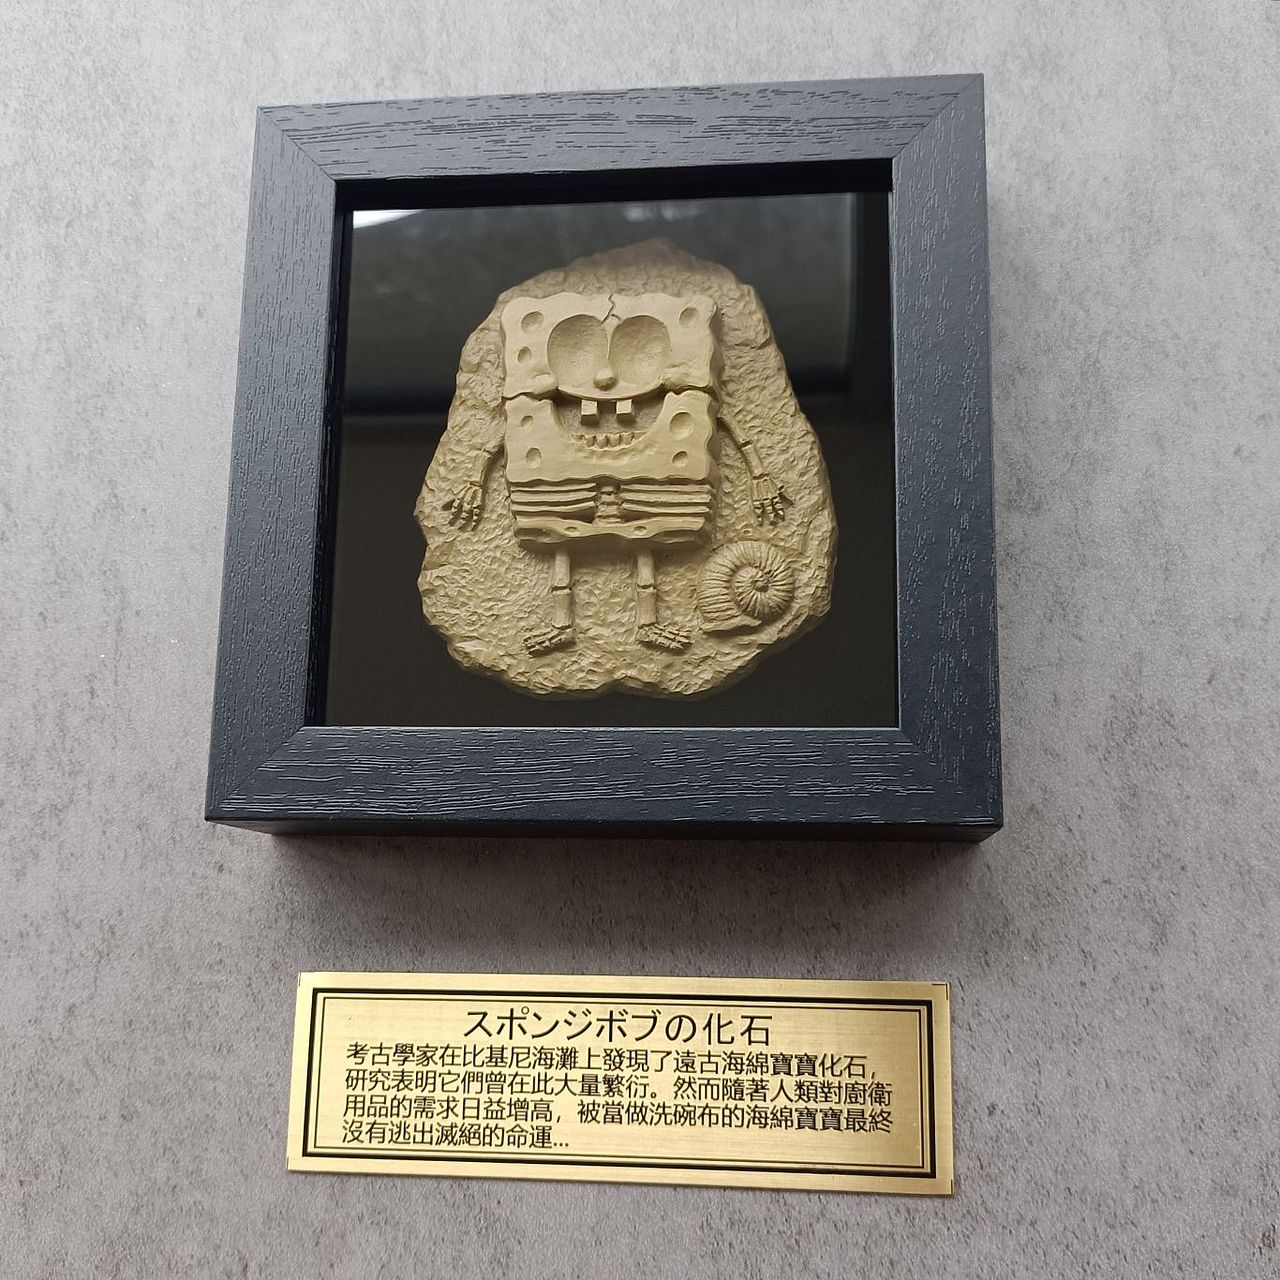 スポンジボブの化石
考古學家在比基尼海灘上發現了遠古海綿寶寶化石,
研究表明它們曾在此大量繁衍。然而隨著人類對廚衛
用品的需求日益增高，被當做洗碗布的海綿寶寶最終
沒有逃出滅絕的命運...